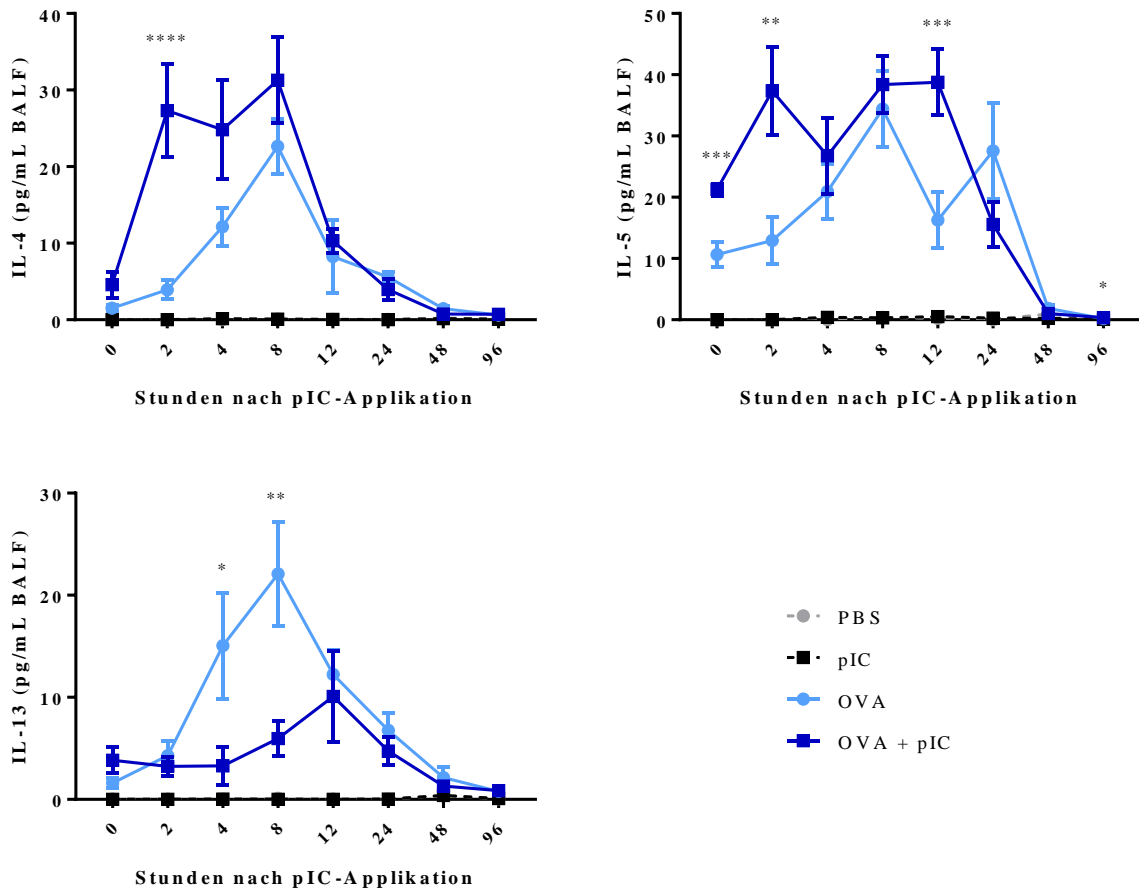 IL-4 (pg/mL BALF)
40
30
20
10
0
****
0 2 4 8 12 24 48 96
Stunden nach pIC-Applikation
IL-5 (pg/mL BALF)
50
40
30
20
10
0
***
**
***
*
0 2 4 8 12 24 48 96
Stunden nach pIC-Applikation
IL-13 (pg/mL BALF)
30
20
10
0
*
**
0 2 4 8 12 24 48 96
Stunden nach pIC-Applikation
PBS
pIC
OVA
OVA + pIC